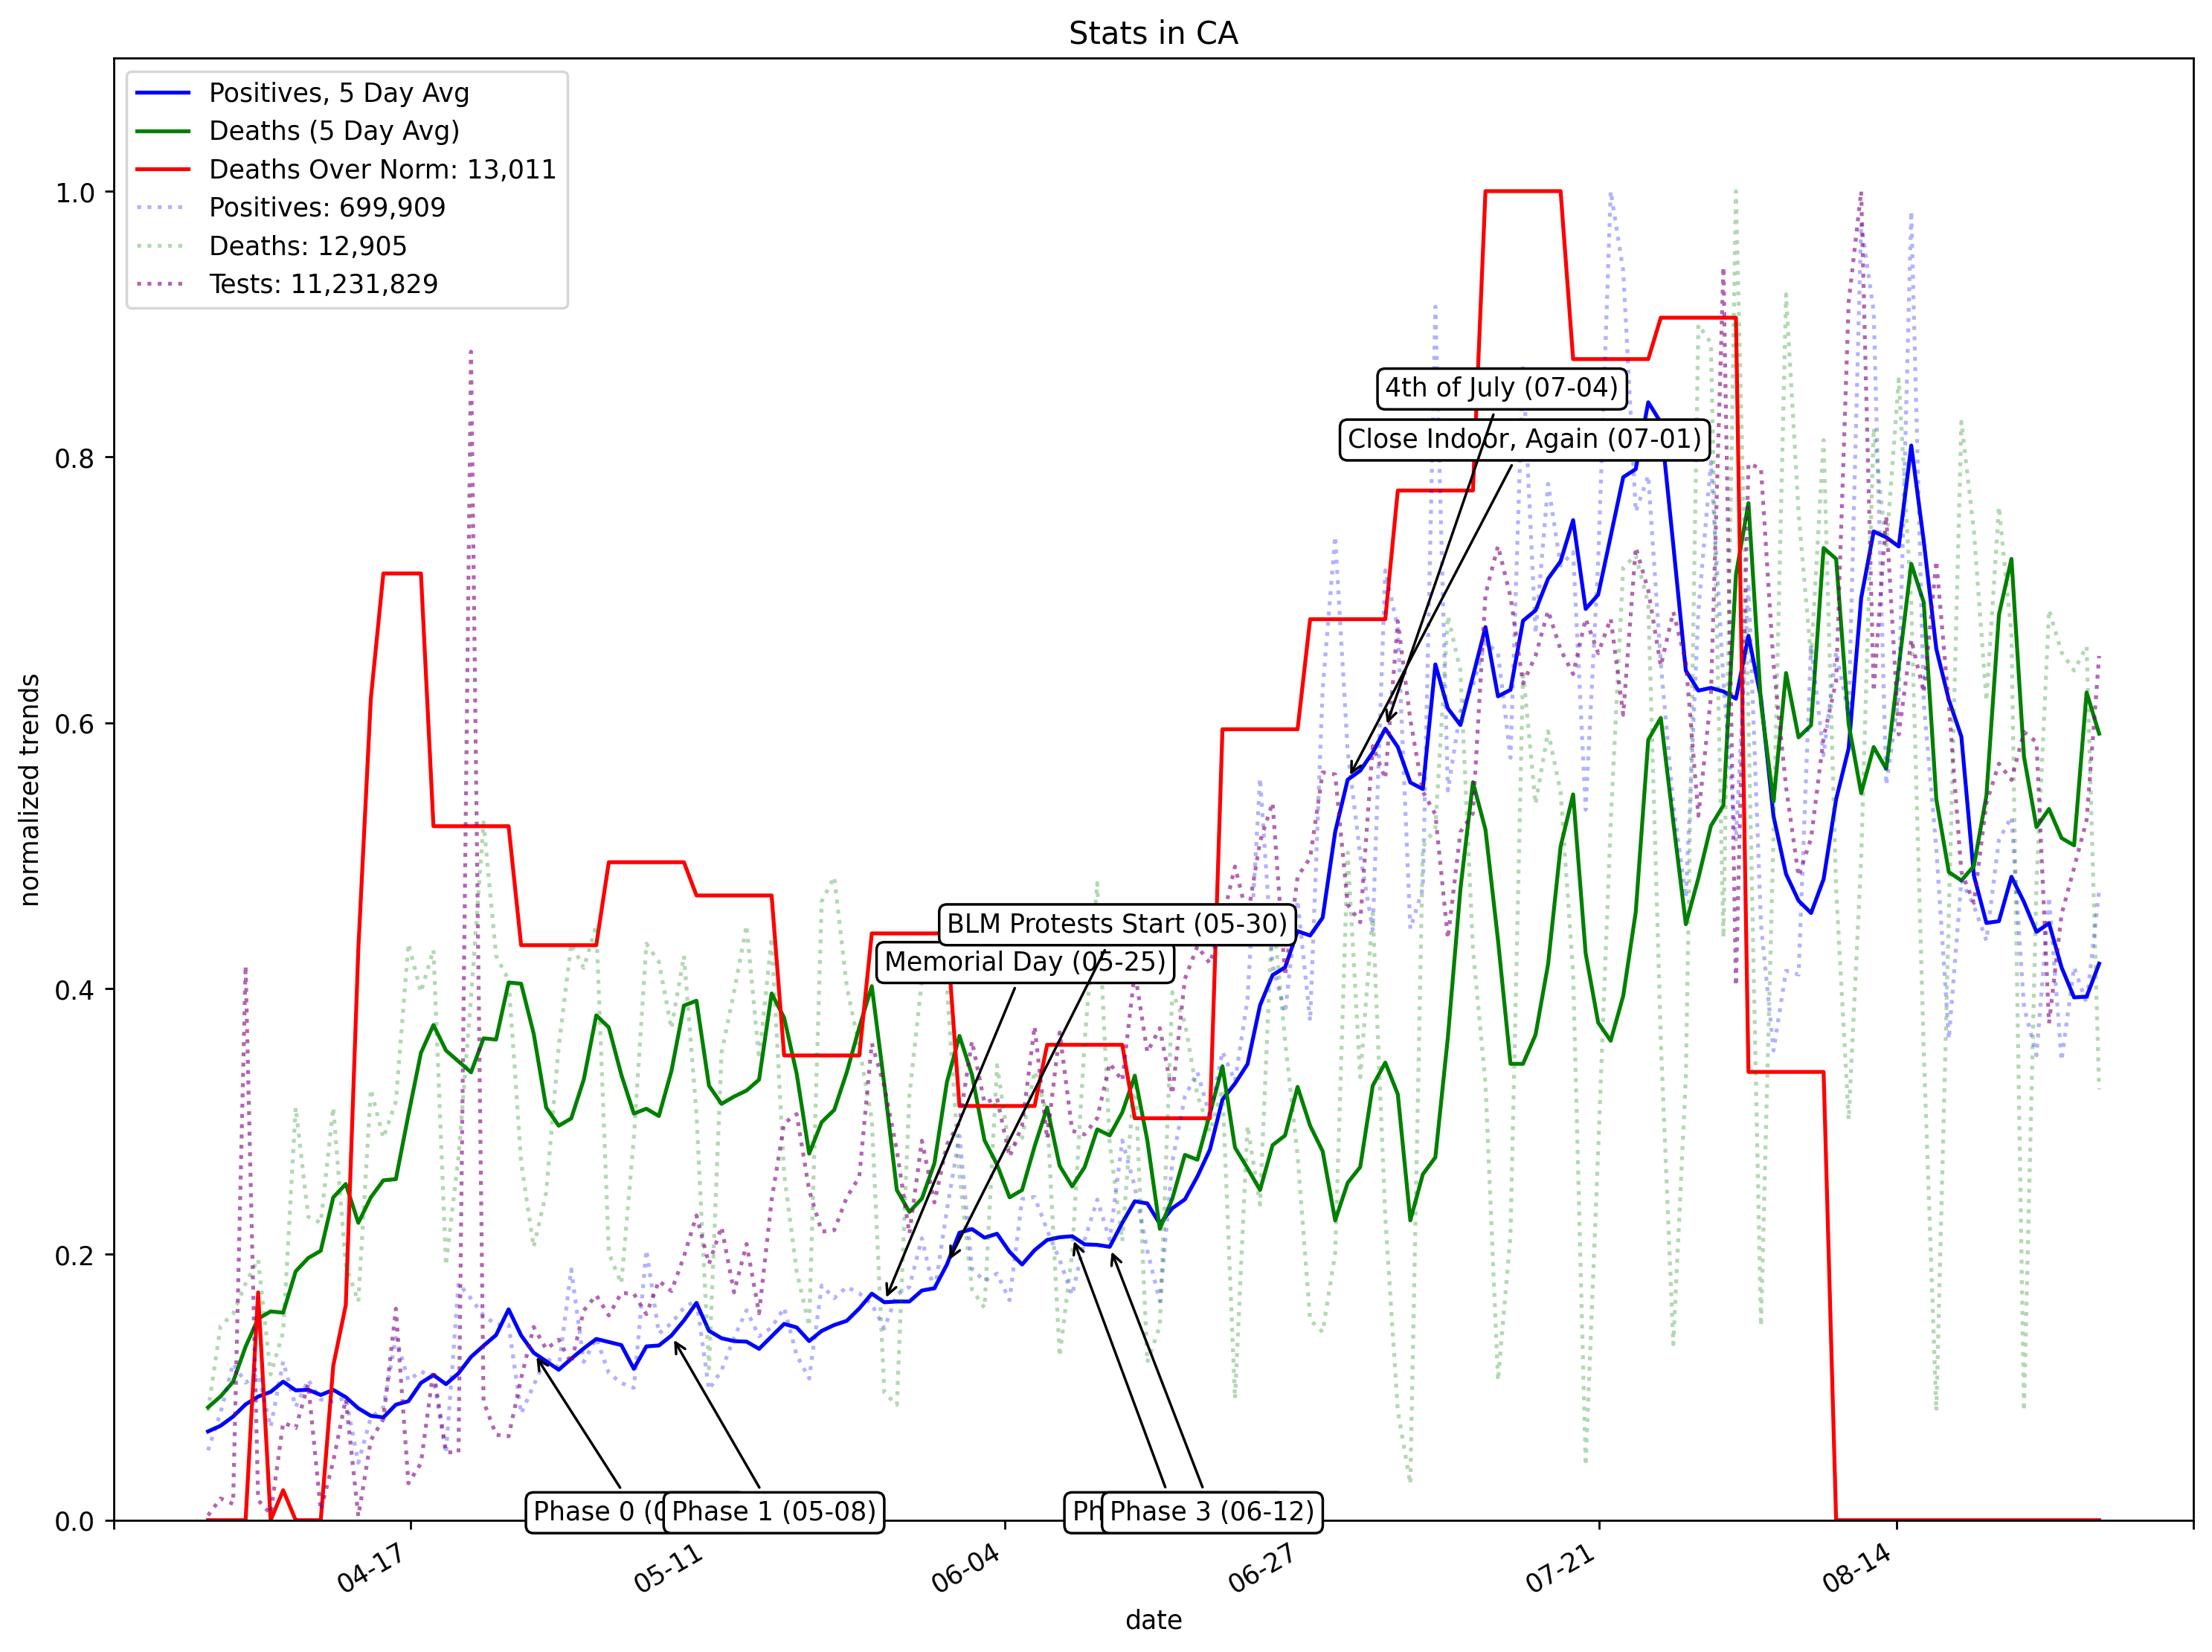 Stats in CA
Positives, 5 Day Avg
Deaths (5 Day Avg)
Deaths Over Norm: 13,011
Positives: 699,909
Deaths: 12,905
Tests: 11,231,829
1.0
0.8
0.6
0.4
0.2
0.0
normalized trends
4th of July (07-04)
Close Indoor, Again (07-01)
BLM Protests Start (05-30)
Memorial Day (05-25)
Phase 0
Phase 1 (05-08)
Phase 3 (06-12)
04-17
05-11
06-04
06-27
07-21
08-14
date